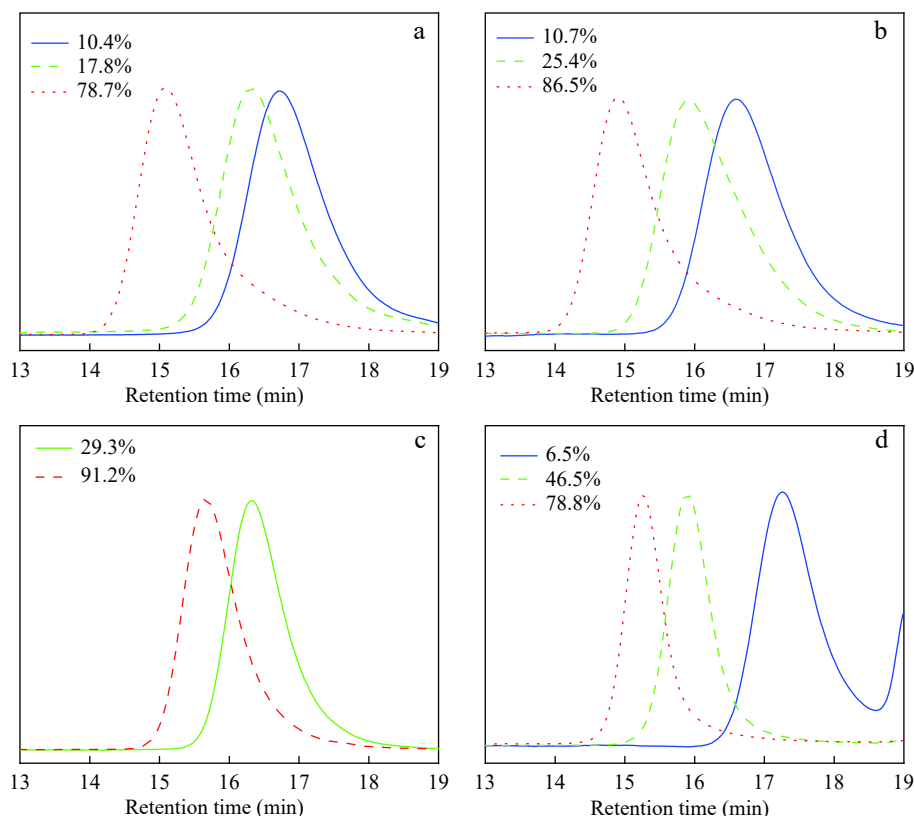 a
10.4%
17.8%
78.7%
13 14 15 16 17 18 19
Retention time (min)
b
10.7%
25.4%
86.5%
13 14 15 16 17 18 19
Retention time (min)
c
29.3%
91.2%
13 14 15 16 17 18 19
Retention time (min)
d
6.5%
46.5%
78.8%
13 14 15 16 17 18 19
Retention time (min)